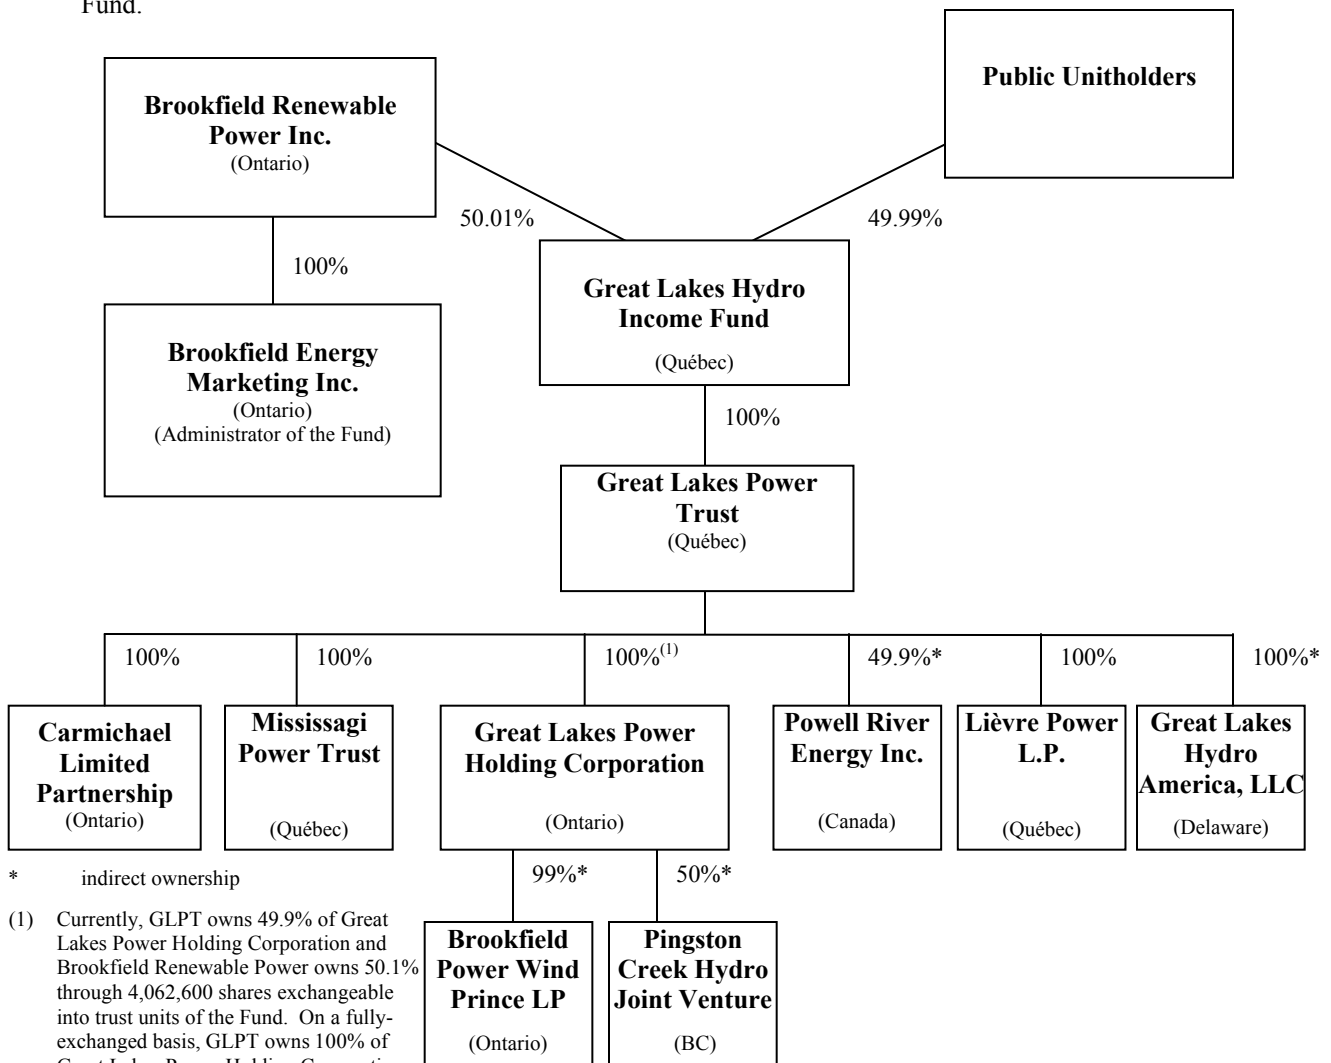 Fund.
Public Unitholders
Brookfield Renewable
Power Inc.
(Ontario)
50.01%
49.99%
100%
Great Lakes Hydro
Income Fund
(Québec)
Brookfield Energy
Marketing Inc.
(Ontario)
(Administrator of the Fund)
100%
Great Lakes Power
Trust
(Québec)
100%
100%
100%(1)
49.9%*
100%
100%*
Carmichael
Limited
Partnership
(Ontario)
Mississagi
Power Trust
(Québec)
Great Lakes Power
Holding Corporation
(Ontario)
Powell River
Energy Inc.
(Canada)
Lièvre Power
L.P.
(Québec)
Great Lakes
Hydro
America, LLC
(Delaware)
* indirect ownership
99%*
50%*
(1) Currently, GLPT owns 49.9% of Great
Lakes Power Holding Corporation and
Brookfield Renewable Power owns 50.1%
through 4,062,600 shares exchangeable
into trust units of the Fund. On a fully-
exchanged basis, GLPT owns 100% of
Great Lakes Power Holding
Brookfield
Power Wind
Prince LP
(Ontario)
Pingston
Creek Hydro
Joint Venture
(BC)